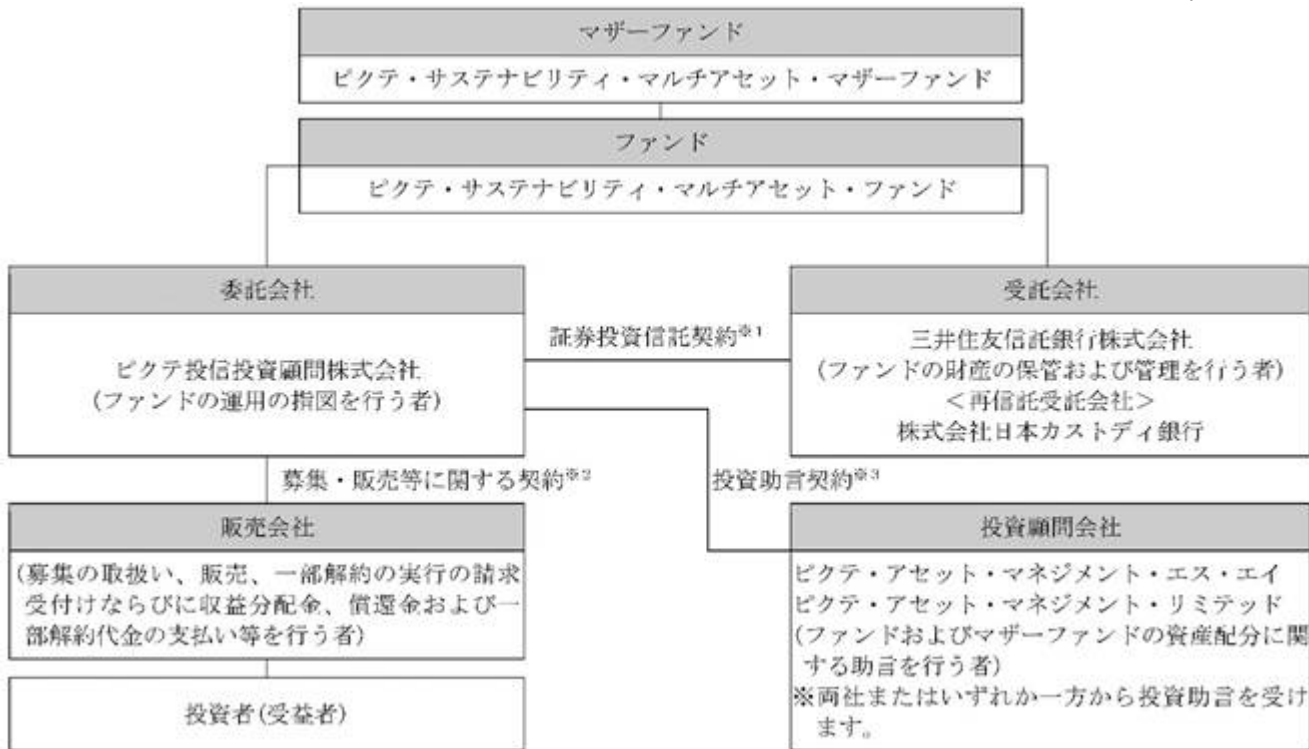 マザーファンド
ピクテ・サステナビリティ・マルチアセット・マザーファンド
ファンド
ピクテ・サステナビリティ・マルチアセット・ファンド
委託会社
ピクテ投信投資顧問株式会社
(ファンドの運用の指図を行う者)
証券投資信託契約※1
受託会社
三井住友信託銀行株式会社
(ファンドの財産の保管および管理を行う者)
<再信託受託会社>
株式会社日本カストディ銀行
募集・販売等に関する契約※2
投資助言契約※3
販売会社
(募集の取扱い、販売、一部解約の実行の請求
受付けならびに収益分配金、償還金および一
部解約代金の支払い等を行う者)
投資者(受益者)
投資顧問会社
ピクテ・アセット・マネジメント・エス・エイ
ピクテ・アセット・マネジメント・リミテッド
(ファンドおよびマザーファンドの資産配分に関
する助言を行う者)
※両社またはいずれか一方から投資助言を受け
ます。